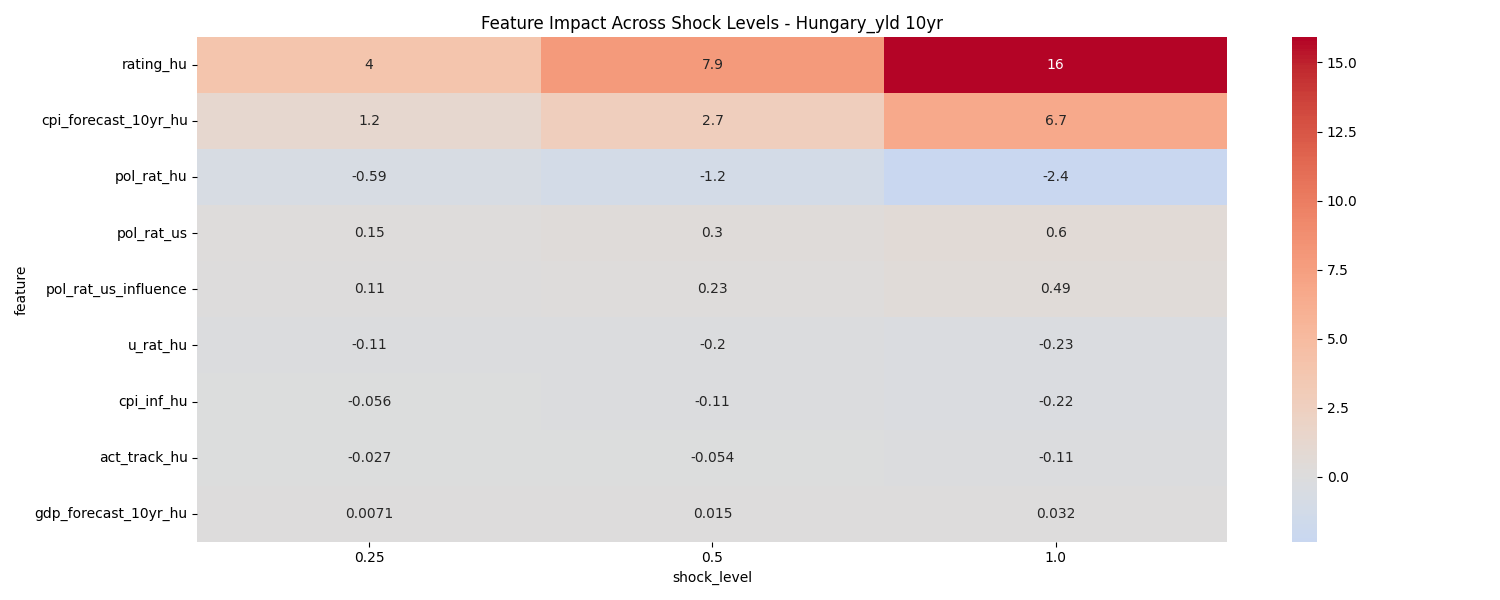 Feature Impact Across Shock Levels - Hungary_yld 10yr
feature
rating_hu 4 7.9 16
cpi_forecast_10yr_hu 1.2 2.7 6.7
pol_rat_hu -0.59 -1.2 -2.4
pol_rat_us 0.15 0.3 0.6
pol_rat_us_influence 0.11 0.23 0.49
u_rat_hu -0.11 -0.2 -0.23
cpi_inf_hu -0.056 -0.11 -0.22
act_track_hu -0.027 -0.054 -0.11
gdp_forecast_10yr_hu 0.0071 0.015 0.032
0.25 0.5 1.0
shock_level
15.0
12.5
10.0
7.5
5.0
2.5
0.0